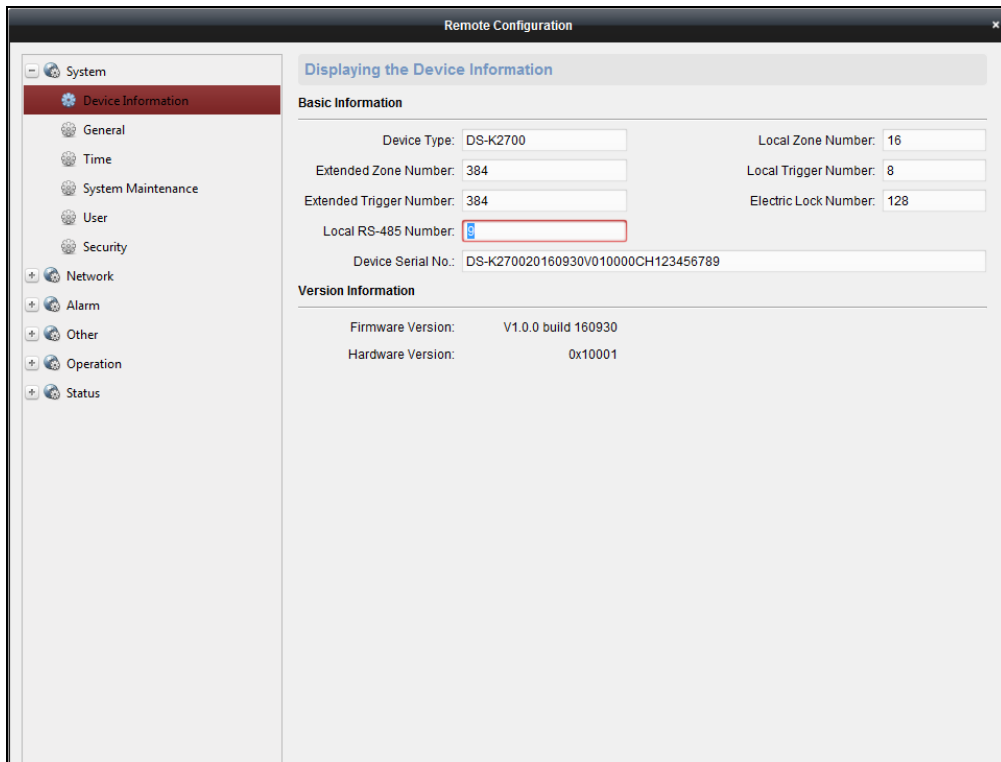 Remote Configuration ×
System
Device Information
General
Time
System Maintenance
User
Security
Network
Alarm
Other
Operation
Status
Displaying the Device Information
Basic Information
Device Type: DS-K2700 Local Zone Number: 16
Extended Zone Number: 384 Local Trigger Number: 8
Extended Trigger Number: 384 Electric Lock Number: 128
Local RS-485 Number: 9
Device Serial No.: DS-K270020160930V010000CH123456789
Version Information
Firmware Version: V1.0.0 build 160930
Hardware Version: 0x10001